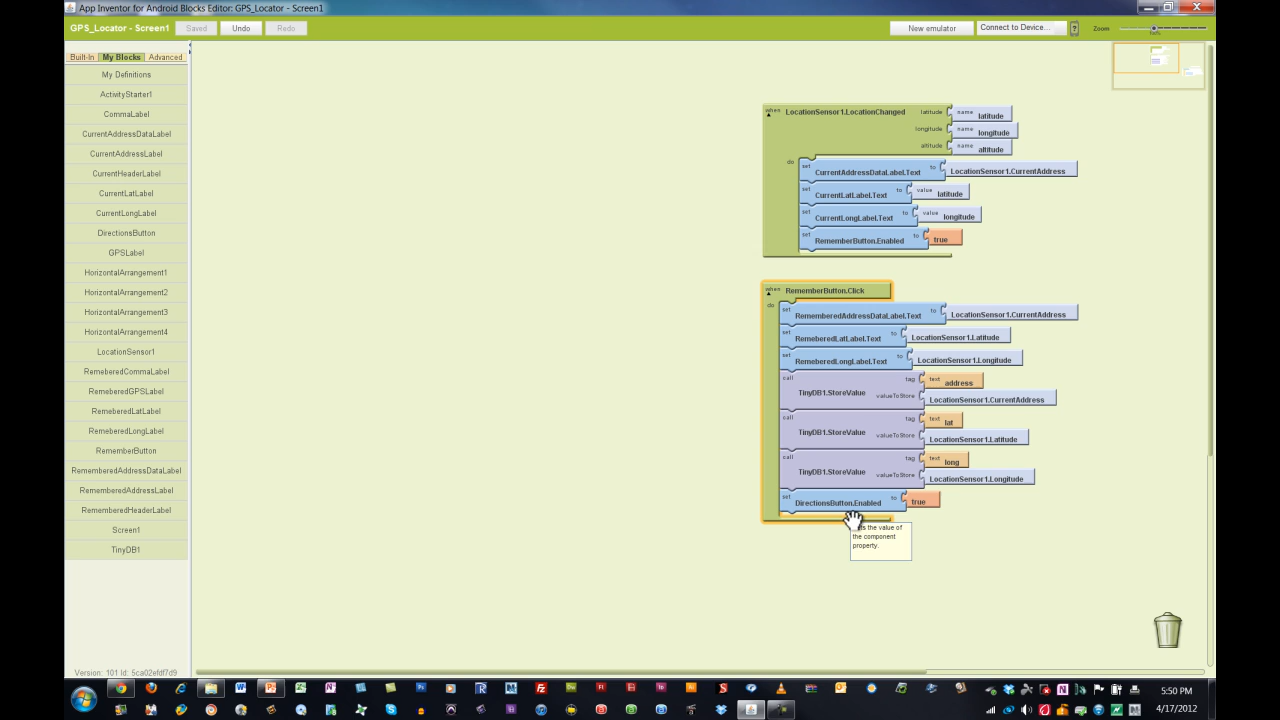 App Inventor for Android Blocks Editor: GPS_Locator - Screen1
GPS_Locator - Screen1
Saved
Undo
Redo
New emulator
Connect to Device...
?
Zoom
Built-In
My Blocks
Advanced
My Definitions
ActivityStarter1
CommaLabel
CurrentAddressDataLabel
CurrentAddressLabel
CurrentHeaderLabel
CurrentLatLabel
CurrentLongLabel
DirectionsButton
GPSLabel
HorizontalArrangement1
HorizontalArrangement2
HorizontalArrangement3
HorizontalArrangement4
LocationSensor1
RemeberedCommaLabel
RemeberedGPSLabel
RemeberedLatLabel
RemeberedLongLabel
RememberButton
RememberedAddressDataLabel
RememberedAddressLabel
RememberedHeaderLabel
Screen1
TinyDB1
when LocationSensor1.LocationChanged latitude name latitude
longitude name longitude
altitude name altitude
do
set CurrentAddressDataLabel.Text to LocationSensor1.CurrentAddress
set CurrentLatLabel.Text to value latitude
set CurrentLongLabel.Text to value longitude
set RememberButton.Enabled to true
when RememberButton.Click
do
set RememberedAddressDataLabel.Text to LocationSensor1.CurrentAddress
set RemeberedLatLabel.Text to LocationSensor1.Latitude
set RemeberedLongLabel.Text to LocationSensor1.Longitude
call TinyDB1.StoreValue tag text address
valueToStore LocationSensor1.CurrentAddress
call TinyDB1.StoreValue tag text lat
valueToStore LocationSensor1.Latitude
call TinyDB1.StoreValue tag text long
valueToStore LocationSensor1.Longitude
set DirectionsButton.Enabled to true
the value of
the component
property.
Version: 101 Id: 5ca02efdf7d9
5:50 PM
4/17/2012